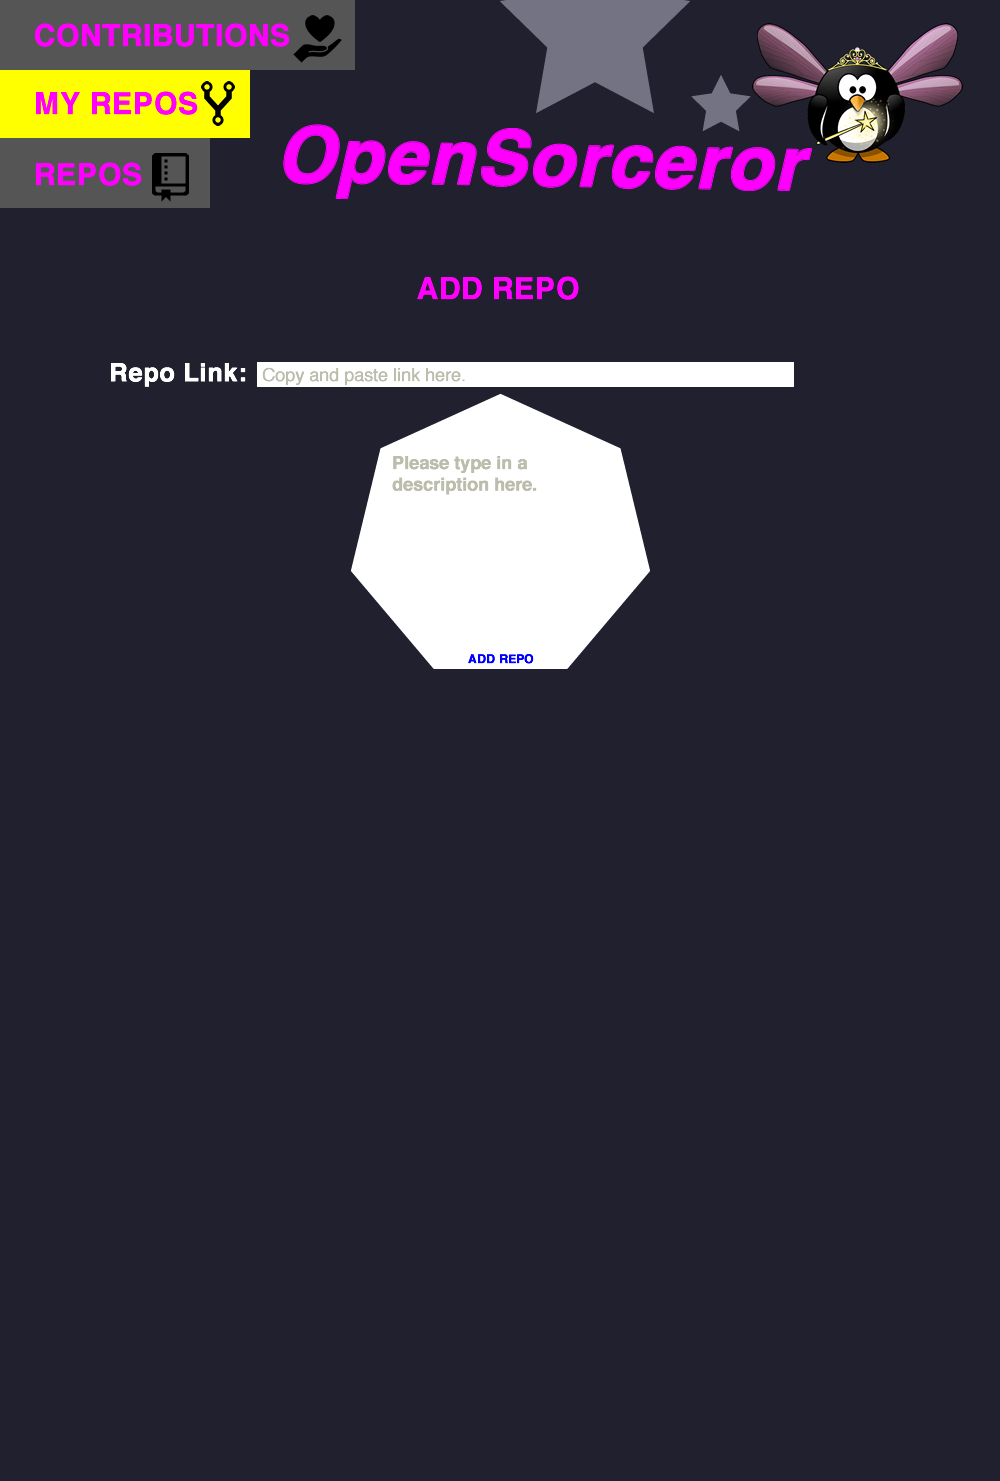 CONTRIBUTIONS
MY REPOS
REPOS
OpenSorceror
ADD REPO
Repo Link: Copy and paste link here.
Please type in a
description here.
ADD REPO